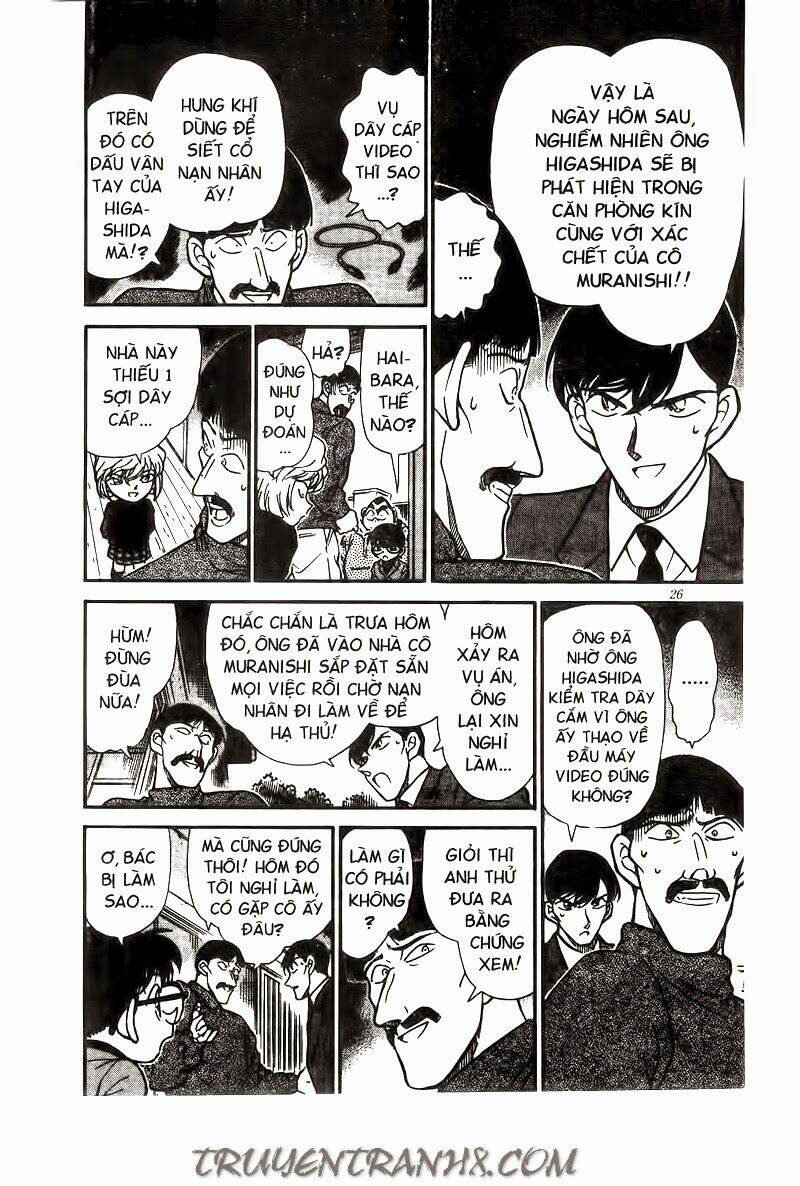 VẬY LÀ
NGÀY HÔM SAU,
NGHIỄM NHIÊN ÔNG
HIGASHIDA SẼ BỊ
PHÁT HIỆN TRONG
CĂN PHÒNG KÍN
CÙNG VỚI XÁC
CHẾT CỦA CÔ
MURANISHI!!
THẾ
...
VỤ
DÂY CÁP
VIDEO
THÌ SAO
...?
HUNG KHÍ
DÙNG ĐỂ
SIẾT CỔ
NẠN NHÂN
ẤY!
TRÊN
ĐÓ CÓ
DẤU VÂN
TAY CỦA
HIGA-
SHIDA
MÀ!?
HAI-
BARA,
THẾ
NÀO?
HẢ?
ĐÚNG
NHƯ
DỰ
ĐOÁN
...
NHÀ NÀY
THIẾU 1
SỢI DÂY
CÁP...
26
.....
ÔNG ĐÃ
NHỜ ÔNG
HIGASHIDA
KIỂM TRA DÂY
CẮM VÌ ÔNG
ẤY THẠO VỀ
ĐẦU MÁY
VIDEO ĐÚNG
KHÔNG?
HÔM
XẢY RA
VỤ ÁN,
ÔNG
LẠI XIN
NGHỈ
LÀM...
CHẮC CHẮN LÀ TRƯA HÔM
ĐÓ, ÔNG ĐÃ VÀO NHÀ CÔ
MURANISHI SẮP ĐẶT SẴN
MỌI VIỆC RỒI CHỜ NẠN
NHÂN ĐI LÀM VỀ ĐỂ
HẠ THỦ!
HỪM!
ĐỪNG
ĐÙA
NỮA!
GIỎI THÌ
ANH THỬ
ĐƯA RA
BẰNG
CHỨNG
XEM!
LÀM GÌ
CÓ PHẢI
KHÔNG
?
MÀ CŨNG ĐÚNG
THÔI! HÔM ĐÓ
TÔI NGHỈ LÀM,
CÓ GẶP CÔ ẤY
ĐÂU?
Ơ, BÁC
BỊ LÀM
SAO...
TRUYENTRANH8.COM